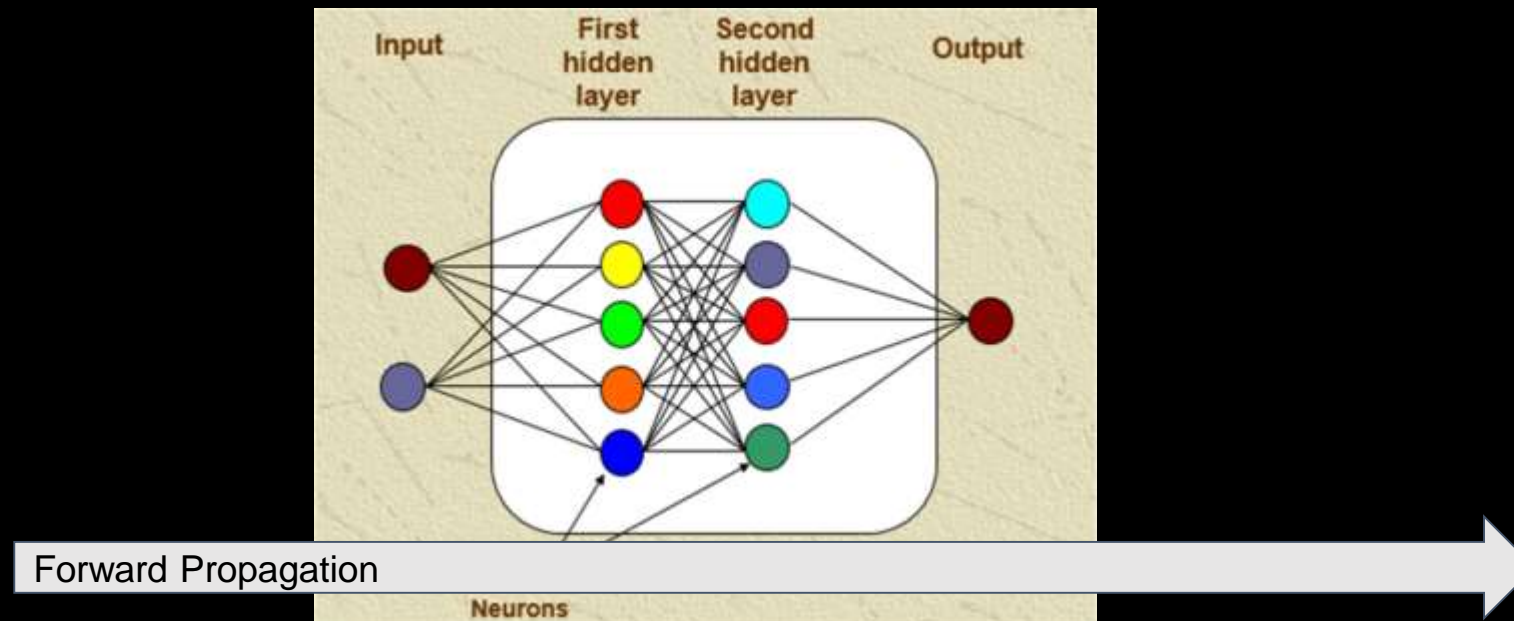 Input
First
hidden
layer
Second
hidden
layer
Output
Forward Propagation
Neurons